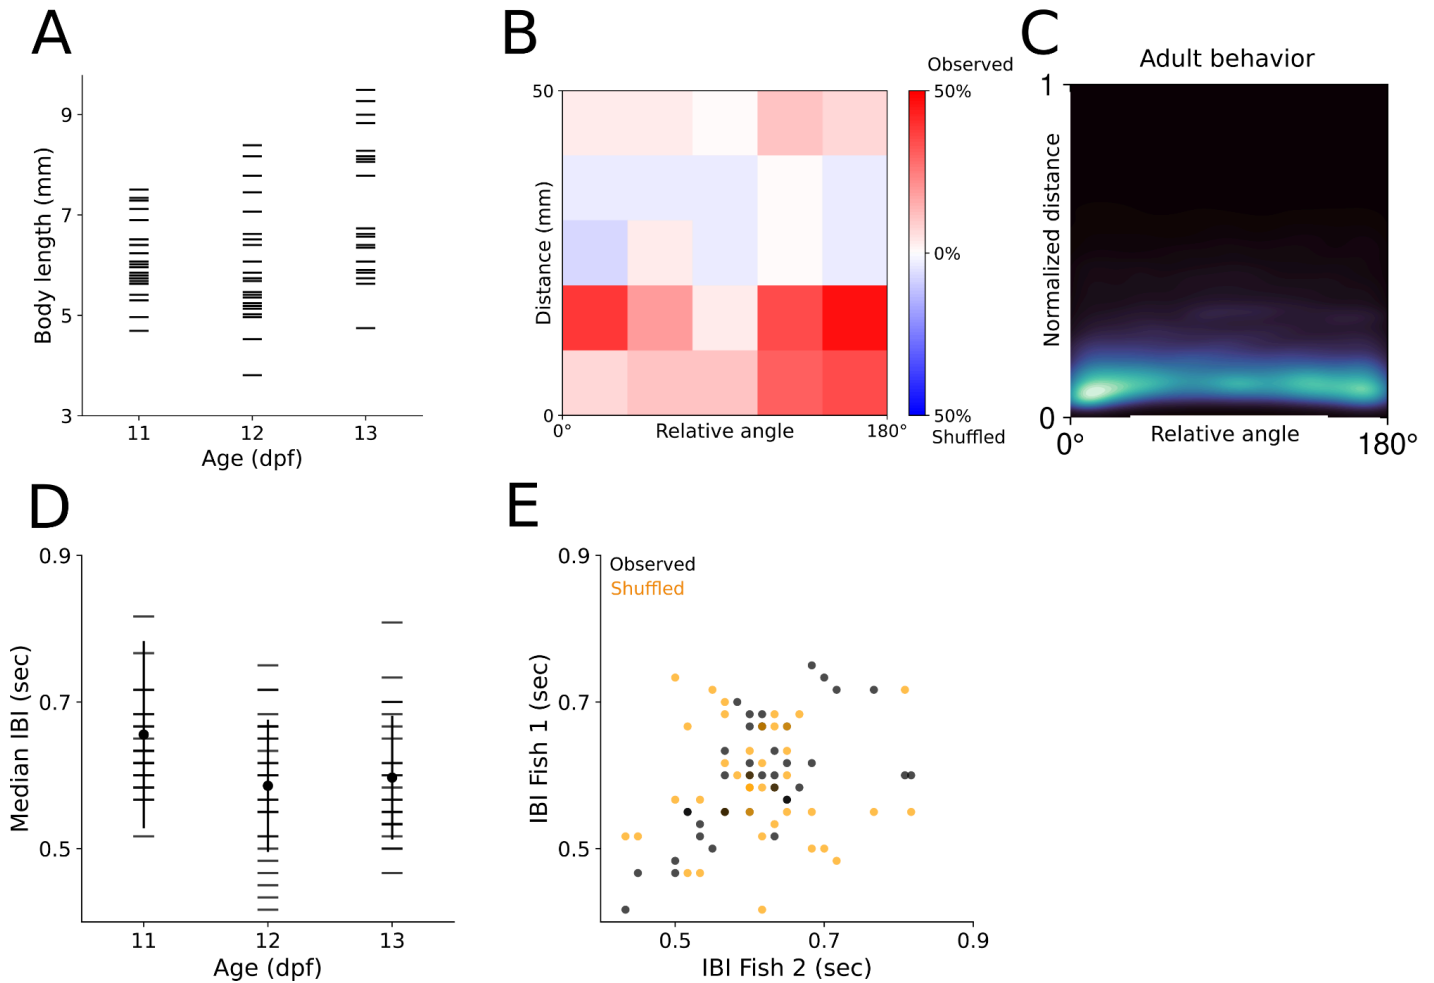 A
9
7
5
3
11 12 13
Body length (mm)
Age (dpf)
B
Observed
50
0
Distance (mm)
0° Relative angle 180°
50%
0%
50%
Shuffled
C
Adult behavior
1
0
Normalized distance
0° Relative angle 180°
D
0.9
0.7
0.5
11 12 13
Median IBI (sec)
Age (dpf)
E
0.9
0.7
0.5
Observed
Shuffled
IBI Fish 1 (sec)
0.5 0.7 0.9
IBI Fish 2 (sec)